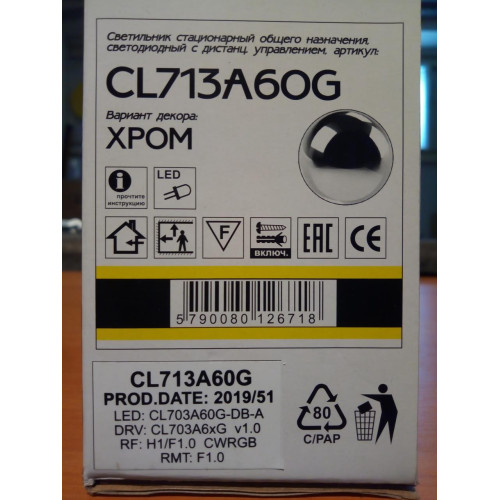 Светильник стационарный общего назначения,
светодиодный с дистанц. управлением, артикул:
CL713A60G
Вариант декора:
ХРОМ
i
прочтите
инструкцию
LED
F
ВКЛЮЧ.
EAC
CE
5790080 126718
CL713A60G
PROD.DATE: 2019/51
LED: CL703A60G-DB-A
DRV: CL703A6xG v1.0
RF: H1/F1.0 CWRGB
RMT: F1.0
80
C/PAP